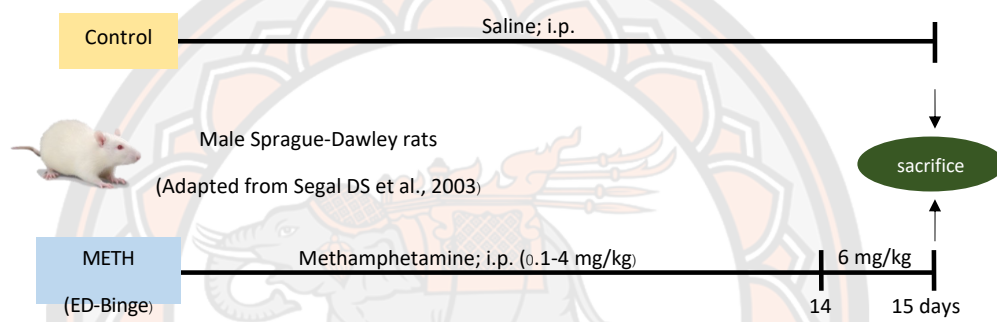 Control
Saline; i.p.
Male Sprague-Dawley rats
(Adapted from Segal DS et al., 2003)
sacrifice
METH
(ED-Binge)
Methamphetamine; i.p. (0.1-4 mg/kg)
6 mg/kg
14
15 days